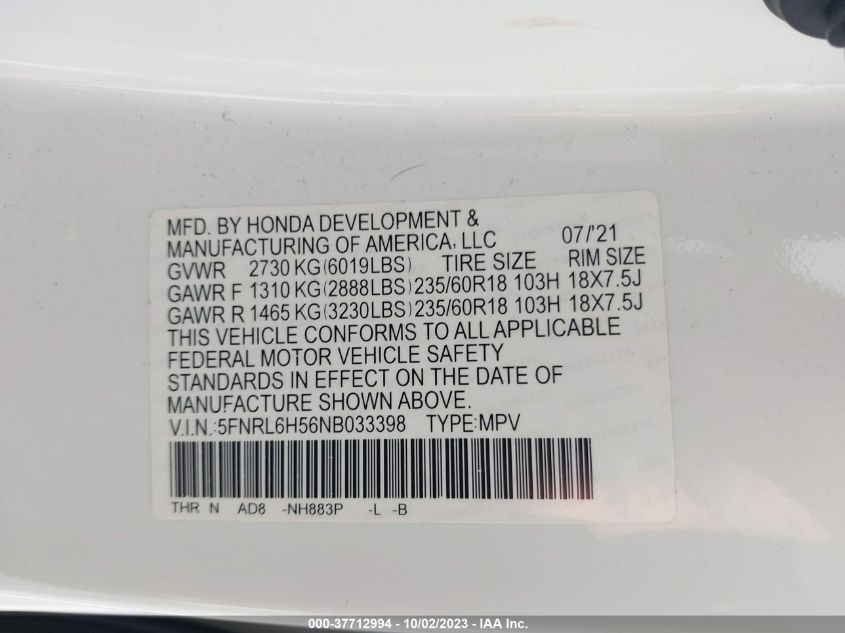 MFD. BY HONDA DEVELOPMENT &
MANUFACTURING OF AMERICA, LLC 07/'21
GVWR 2730 KG(6019LBS) TIRE SIZE RIM SIZE
GAWR F 1310 KG(2888LBS)235/60R18 103H 18X7.5J
GAWR R 1465 KG(3230LBS)235/60R18 103H 18X7.5J
THIS VEHICLE CONFORMS TO ALL APPLICABLE
FEDERAL MOTOR VEHICLE SAFETY
STANDARDS IN EFFECT ON THE DATE OF
MANUFACTURE SHOWN ABOVE.
V.I.N.:5FNRL6H56NB033398 TYPE:MPV
THR N AD8 -NH883P -L -B
000-37712994 - 10/02/2023 - IAA Inc.